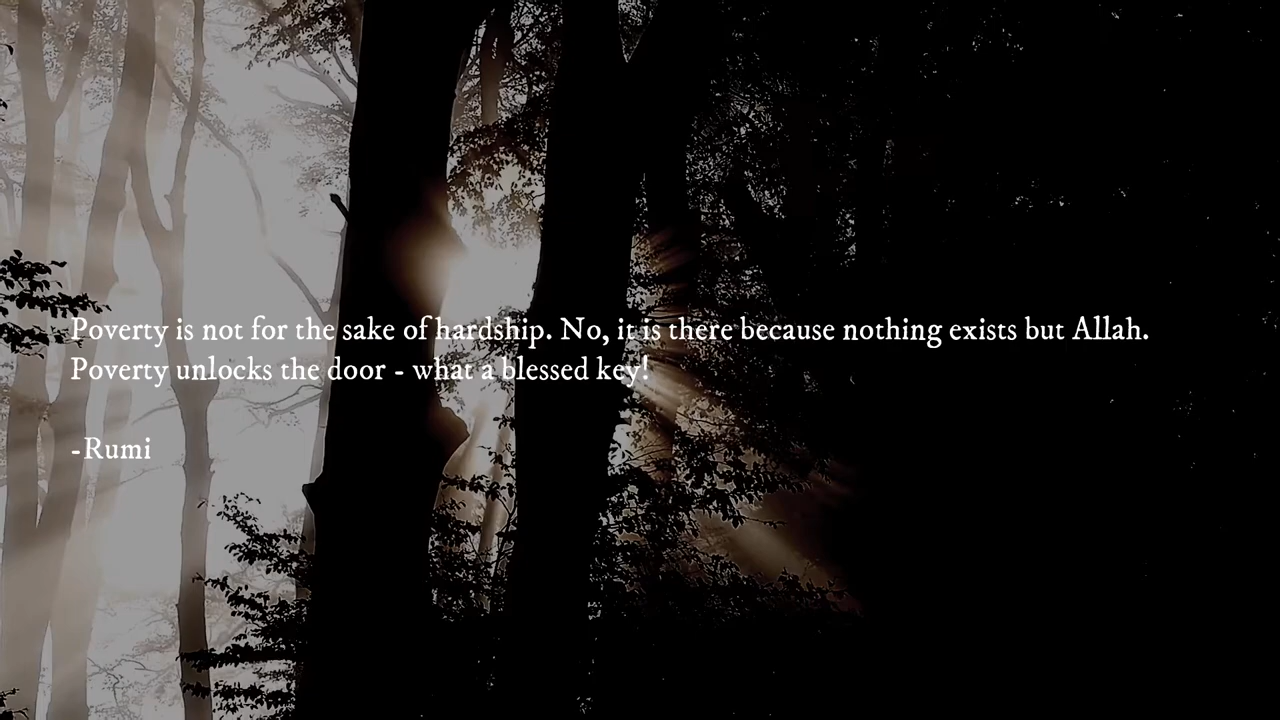 Poverty is not for the sake of hardship. No, it is there because nothing exists but Allah.
Poverty unlocks the door - what a blessed key!
-Rumi